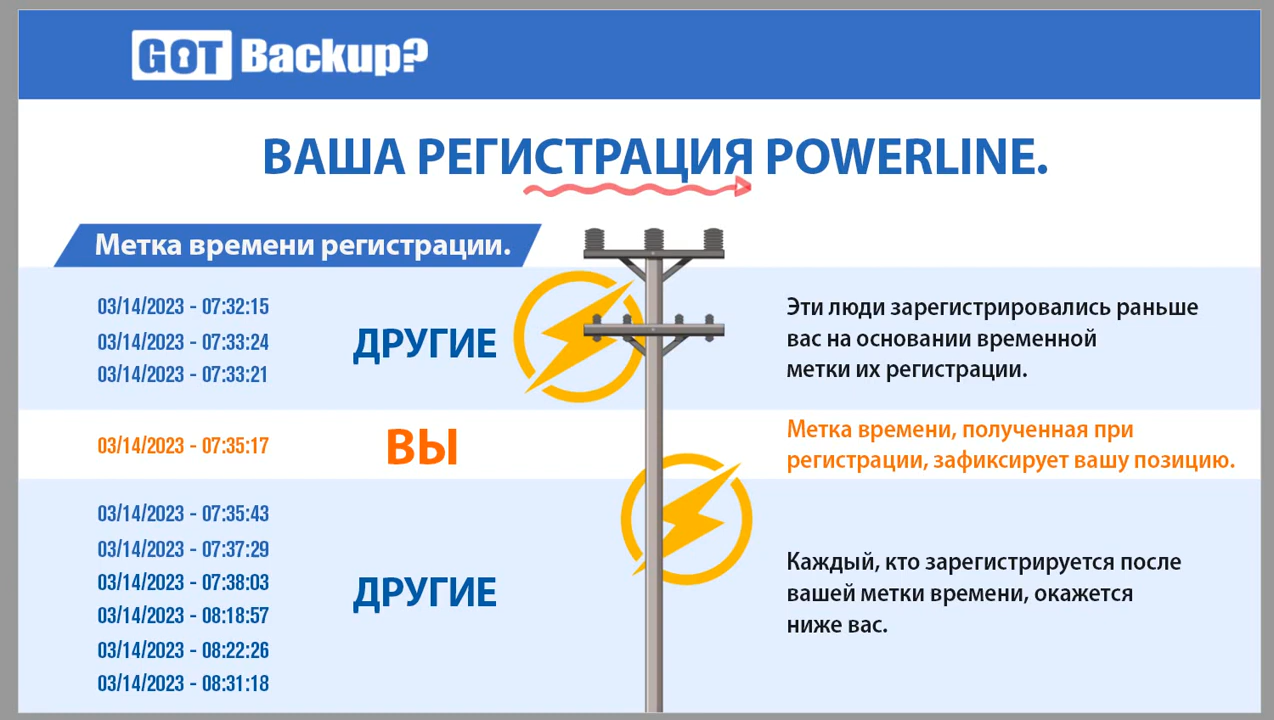 GOT Backup?
ВАША РЕГИСТРАЦИЯ POWERLINE.
Метка времени регистрации.
03/14/2023 - 07:32:15
03/14/2023 - 07:33:24
03/14/2023 - 07:33:21
ДРУГИЕ
Эти люди зарегистрировались раньше
вас на основании временной
метки их регистрации.
03/14/2023 - 07:35:17
ВЫ
Метка времени, полученная при
регистрации, зафиксирует вашу позицию.
03/14/2023 - 07:35:43
03/14/2023 - 07:37:29
03/14/2023 - 07:38:03
03/14/2023 - 08:18:57
03/14/2023 - 08:22:26
03/14/2023 - 08:31:18
ДРУГИЕ
Каждый, кто зарегистрируется после
вашей метки времени, окажется
ниже вас.